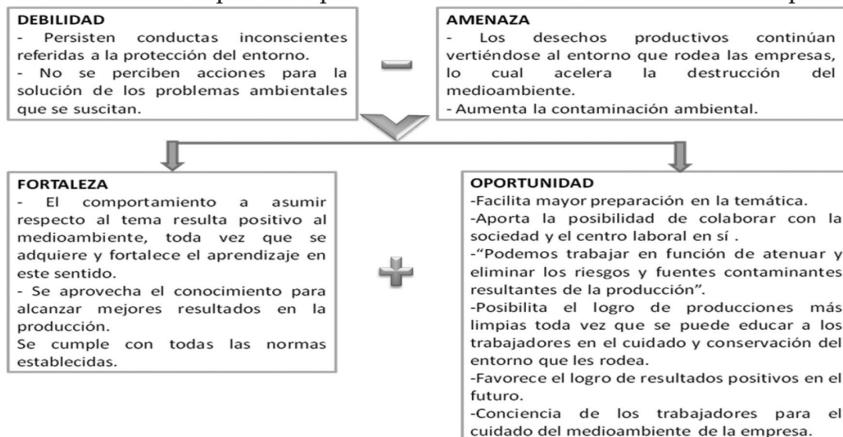 DEBILIDAD
- Persisten conductas inconscientes
referidas a la protección del entorno.
- No se perciben acciones para la
solución de los problemas ambientales
que se suscitan.
AMENAZA
- Los desechos productivos continúan
vertiéndose al entorno que rodea las empresas,
lo cual acelera la destrucción del
medioambiente.
- Aumenta la contaminación ambiental.
FORTALEZA
- El comportamiento a asumir
respecto al tema resulta positivo al
medioambiente, toda vez que se
adquiere y fortalece el aprendizaje en
este sentido.
- Se aprovecha el conocimiento para
alcanzar mejores resultados en la
producción.
Se cumple con todas las normas
establecidas.
OPORTUNIDAD
-Facilita mayor preparación en la temática.
-Aporta la posibilidad de colaborar con la
sociedad y el centro laboral en sí .
-“Podemos trabajar en función de atenuar y
eliminar los riesgos y fuentes contaminantes
resultantes de la producción”.
-Posibilita el logro de producciones más
limpias toda vez que se puede educar a los
trabajadores en el cuidado y conservación del
entorno que les rodea.
-Favorece el logro de resultados positivos en el
futuro.
-Conciencia de los trabajadores para el
cuidado del medioambiente de la empresa.